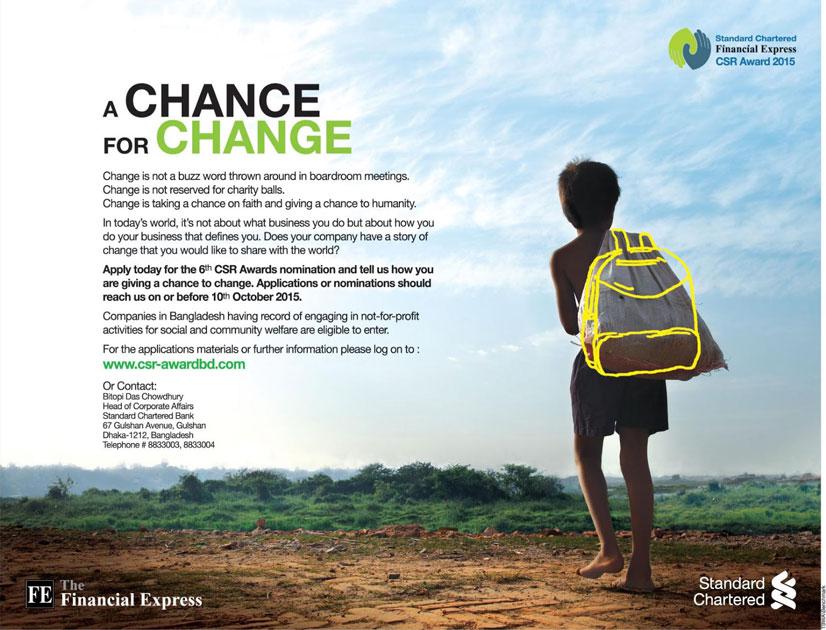 Standard Chartered
Financial Express
CSR Award 2015
A CHANCE
FOR CHANGE
Change is not a buzz word thrown around in boardroom meetings.
Change is not reserved for charity balls.
Change is taking a chance on faith and giving a chance to humanity.
In today's world, it's not about what business you do but about how you
do your business that defines you. Does your company have a story of
change that you would like to share with the world?
Apply today for the 6th CSR Awards nomination and tell us how you
are giving a chance to change. Applications or nominations should
reach us on or before 10th October 2015.
Companies in Bangladesh having record of engaging in not-for-profit
activities for social and community welfare are eligible to enter.
For the applications materials or further information please log on to :
www.csr-awardbd.com
Or Contact:
Bitopi Das Chowdhury
Head of Corporate Affairs
Standard Chartered Bank
67 Gulshan Avenue, Gulshan
Dhaka-1212, Bangladesh
Telephone # 8833003, 8833004
FE The
Financial Express
Standard
Chartered